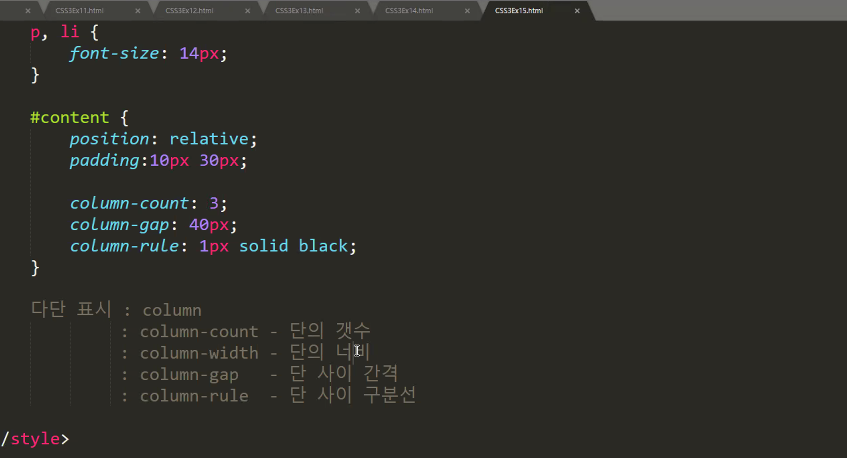 CSS3Ex11.html CSS3Ex12.html CSS3Ex13.html CSS3Ex14.html CSS3Ex15.html
p, li {
font-size: 14px;
}
#content {
position: relative;
padding:10px 30px;
column-count: 3;
column-gap: 40px;
column-rule: 1px solid black;
}
다단 표시 : column
: column-count - 단의 갯수
: column-width - 단의 너비
: column-gap - 단 사이 간격
: column-rule - 단 사이 구분선
/style>